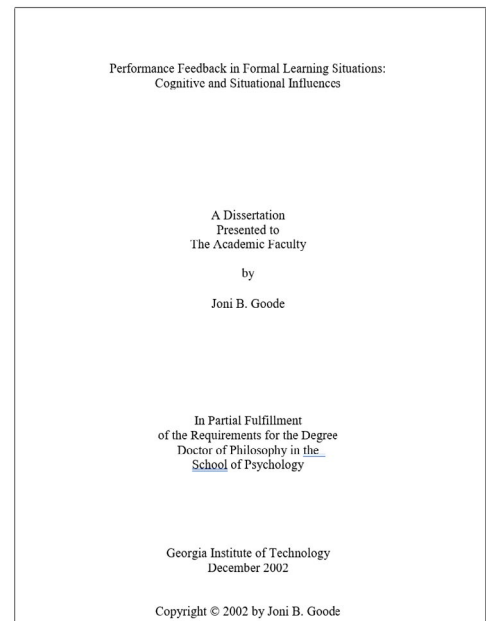 Performance Feedback in Formal Learning Situations:
Cognitive and Situational Influences
A Dissertation
Presented to
The Academic Faculty
by
Joni B. Goode
In Partial Fulfillment
of the Requirements for the Degree
Doctor of Philosophy in the
School of Psychology
Georgia Institute of Technology
December 2002
Copyright © 2002 by Joni B. Goode